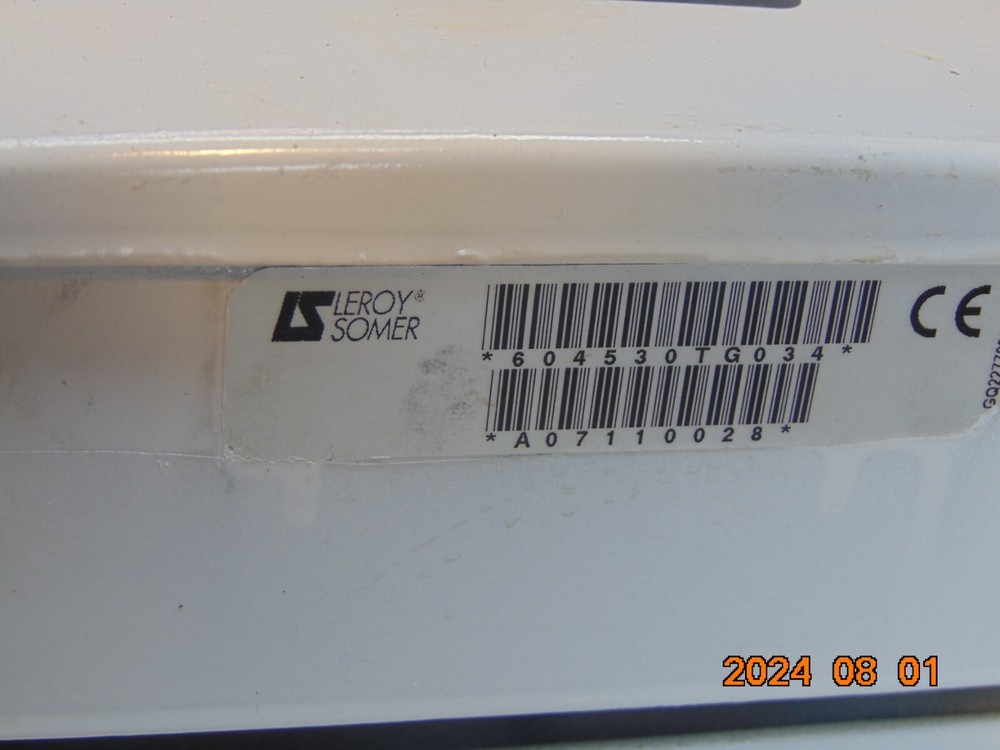 LEROY®
SOMER
*604530TG034*
*A07110028*
CE
2024 08 01